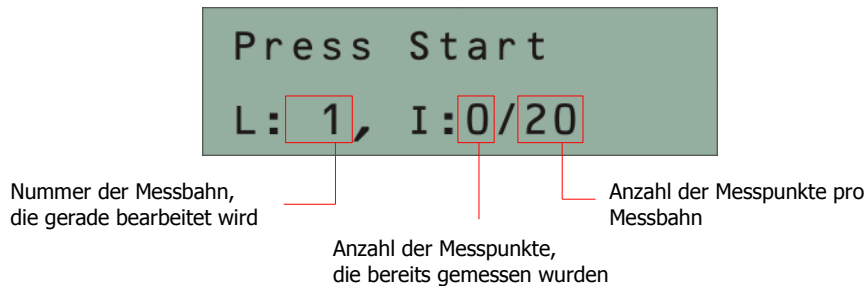 Press Start
L: 1, I:0/20
Nummer der Messbahn,
die gerade bearbeitet wird
Anzahl der Messpunkte pro
Messbahn
Anzahl der Messpunkte,
die bereits gemessen wurden